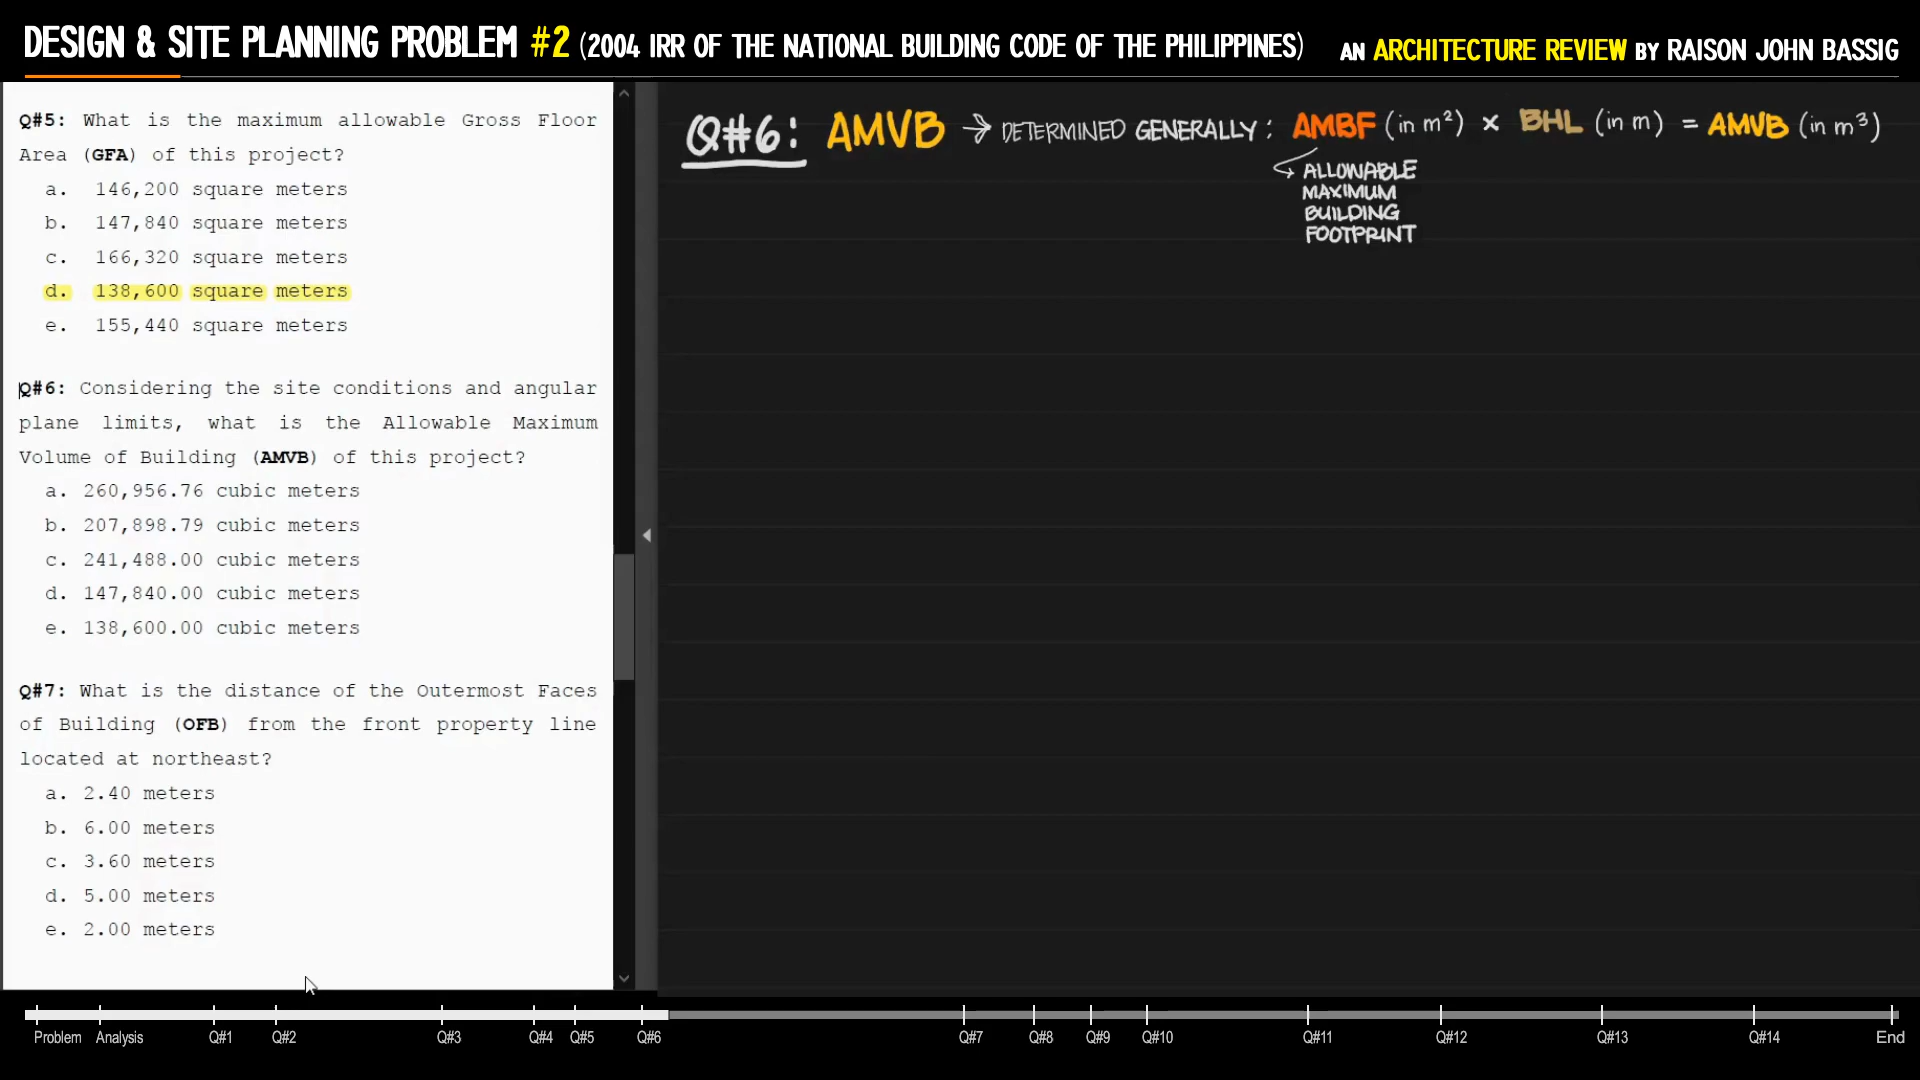 DESIGN & SITE PLANNING PROBLEM #2 (2004 IRR OF THE NATIONAL BUILDING CODE OF THE PHILIPPINES) AN ARCHITECTURE REVIEW BY RAISON JOHN BASSIG
Q#5: What is the maximum allowable Gross Floor
Area (GFA) of this project?
a. 146,200 square meters
b. 147,840 square meters
c. 166,320 square meters
d. 138,600 square meters
e. 155,440 square meters
Q#6: Considering the site conditions and angular
plane limits, what is the Allowable Maximum
Volume of Building (AMVB) of this project?
a. 260,956.76 cubic meters
b. 207,898.79 cubic meters
c. 241,488.00 cubic meters
d. 147,840.00 cubic meters
e. 138,600.00 cubic meters
Q#7: What is the distance of the Outermost Faces
of Building (OFB) from the front property line
located at northeast?
a. 2.40 meters
b. 6.00 meters
c. 3.60 meters
d. 5.00 meters
e. 2.00 meters
Q#6: AMVB → DETERMINED GENERALLY: AMBF (in m²) × BHL (in m) = AMVB (in m³)
ALLOWABLE
MAXIMUM
BUILDING
FOOTPRINT
Problem Analysis Q#1 Q#2 Q#3 Q#4 Q#5 Q#6 Q#7 Q#8 Q#9 Q#10 Q#11 Q#12 Q#13 Q#14 End